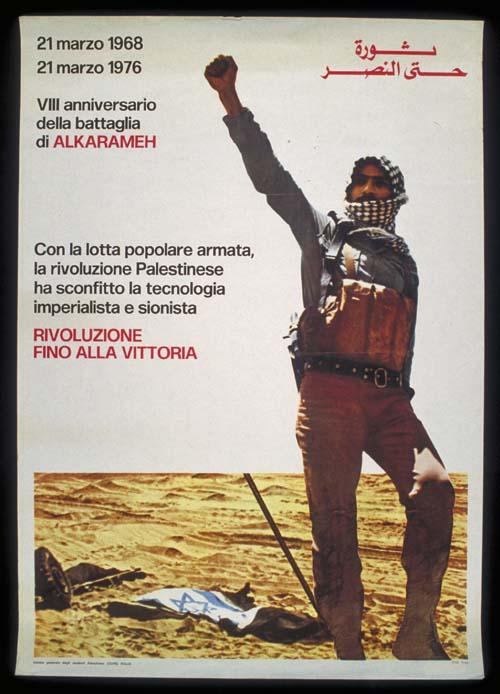 21 marzo 1968
21 marzo 1976
ثورة
حتى النصر
VIII anniversario
della battaglia
di ALKARAMEH
Con la lotta popolare armata,
la rivoluzione Palestinese
ha sconfitto la tecnologia
imperialista e sionista
RIVOLUZIONE
FINO ALLA VITTORIA